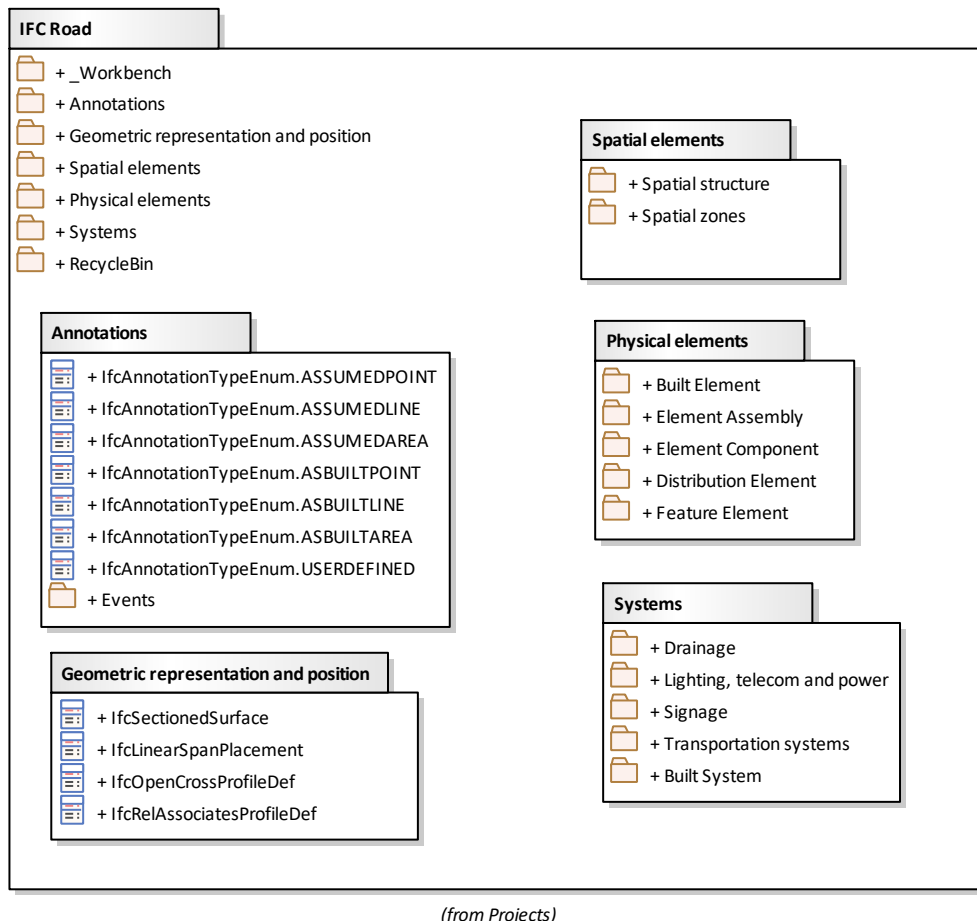 IFC Road
+ _Workbench
+ Annotations
+ Geometric representation and position
+ Spatial elements
+ Physical elements
+ Systems
+ RecycleBin
Annotations
+ IfcAnnotationTypeEnum.ASSUMEDPOINT
+ IfcAnnotationTypeEnum.ASSUMEDLINE
+ IfcAnnotationTypeEnum.ASSUMEDAREA
+ IfcAnnotationTypeEnum.ASBUILTPOINT
+ IfcAnnotationTypeEnum.ASBUILTLINE
+ IfcAnnotationTypeEnum.ASBUILTAREA
+ IfcAnnotationTypeEnum.USERDEFINED
+ Events
Geometric representation and position
+ IfcSectionedSurface
+ IfcLinearSpanPlacement
+ IfcOpenCrossProfileDef
+ IfcRelAssociatesProfileDef
Spatial elements
+ Spatial structure
+ Spatial zones
Physical elements
+ Built Element
+ Element Assembly
+ Element Component
+ Distribution Element
+ Feature Element
Systems
+ Drainage
+ Lighting, telecom and power
+ Signage
+ Transportation systems
+ Built System
(from Projects)